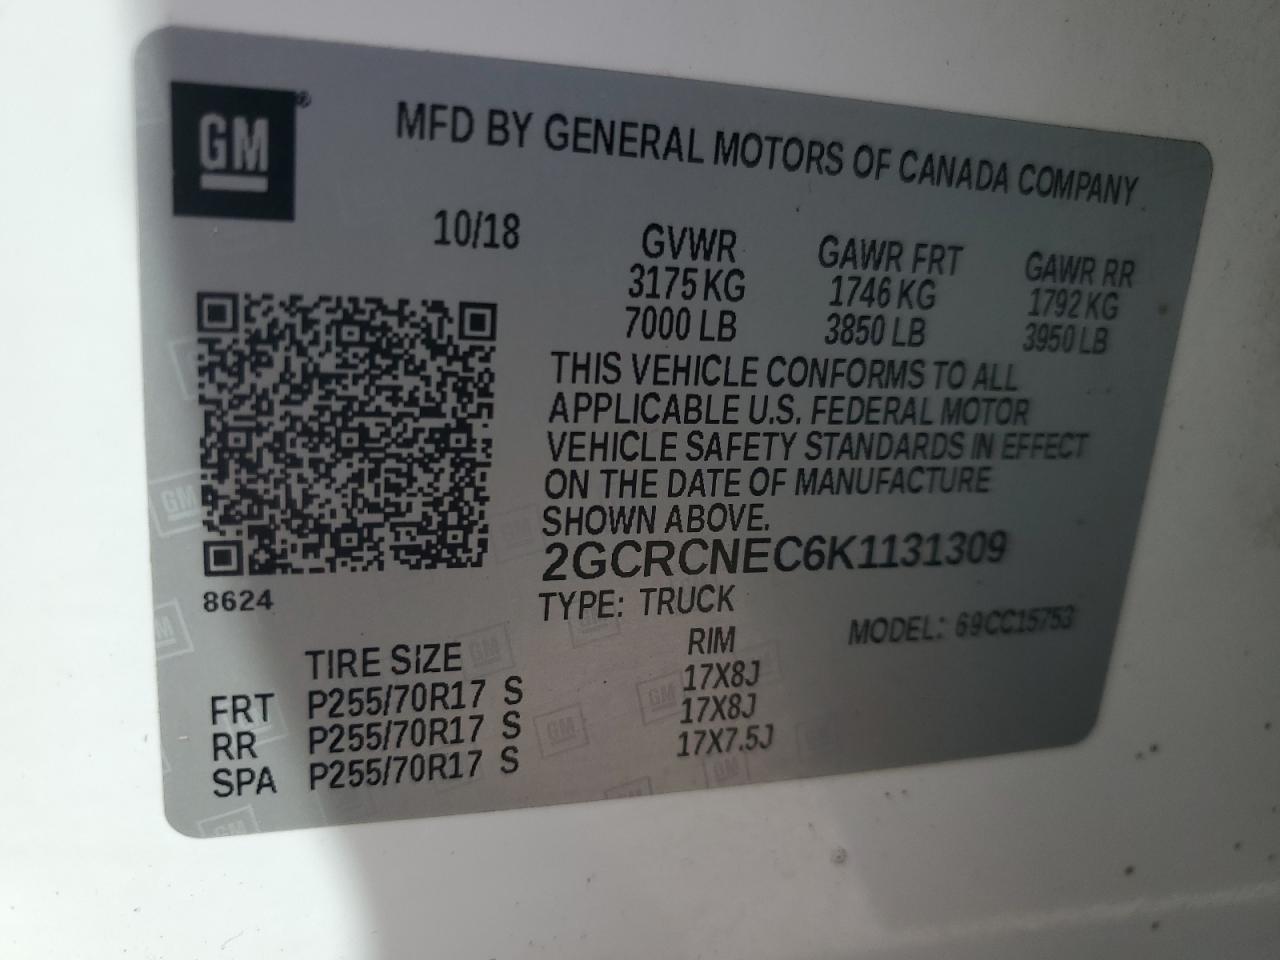 GM
MFD BY GENERAL MOTORS OF CANADA COMPANY
10/18
GVWR GAWR FRT GAWR RR
3175 KG 1746 KG 1792 KG
7000 LB 3850 LB 3950 LB
THIS VEHICLE CONFORMS TO ALL
APPLICABLE U.S. FEDERAL MOTOR
VEHICLE SAFETY STANDARDS IN EFFECT
ON THE DATE OF MANUFACTURE
SHOWN ABOVE.
2GCRCNEC6K1131309
8624
TYPE: TRUCK
MODEL: 69CC15753
TIRE SIZE RIM
FRT P255/70R17 S 17X8J
RR P255/70R17 S 17X8J
SPA P255/70R17 S 17X7.5J